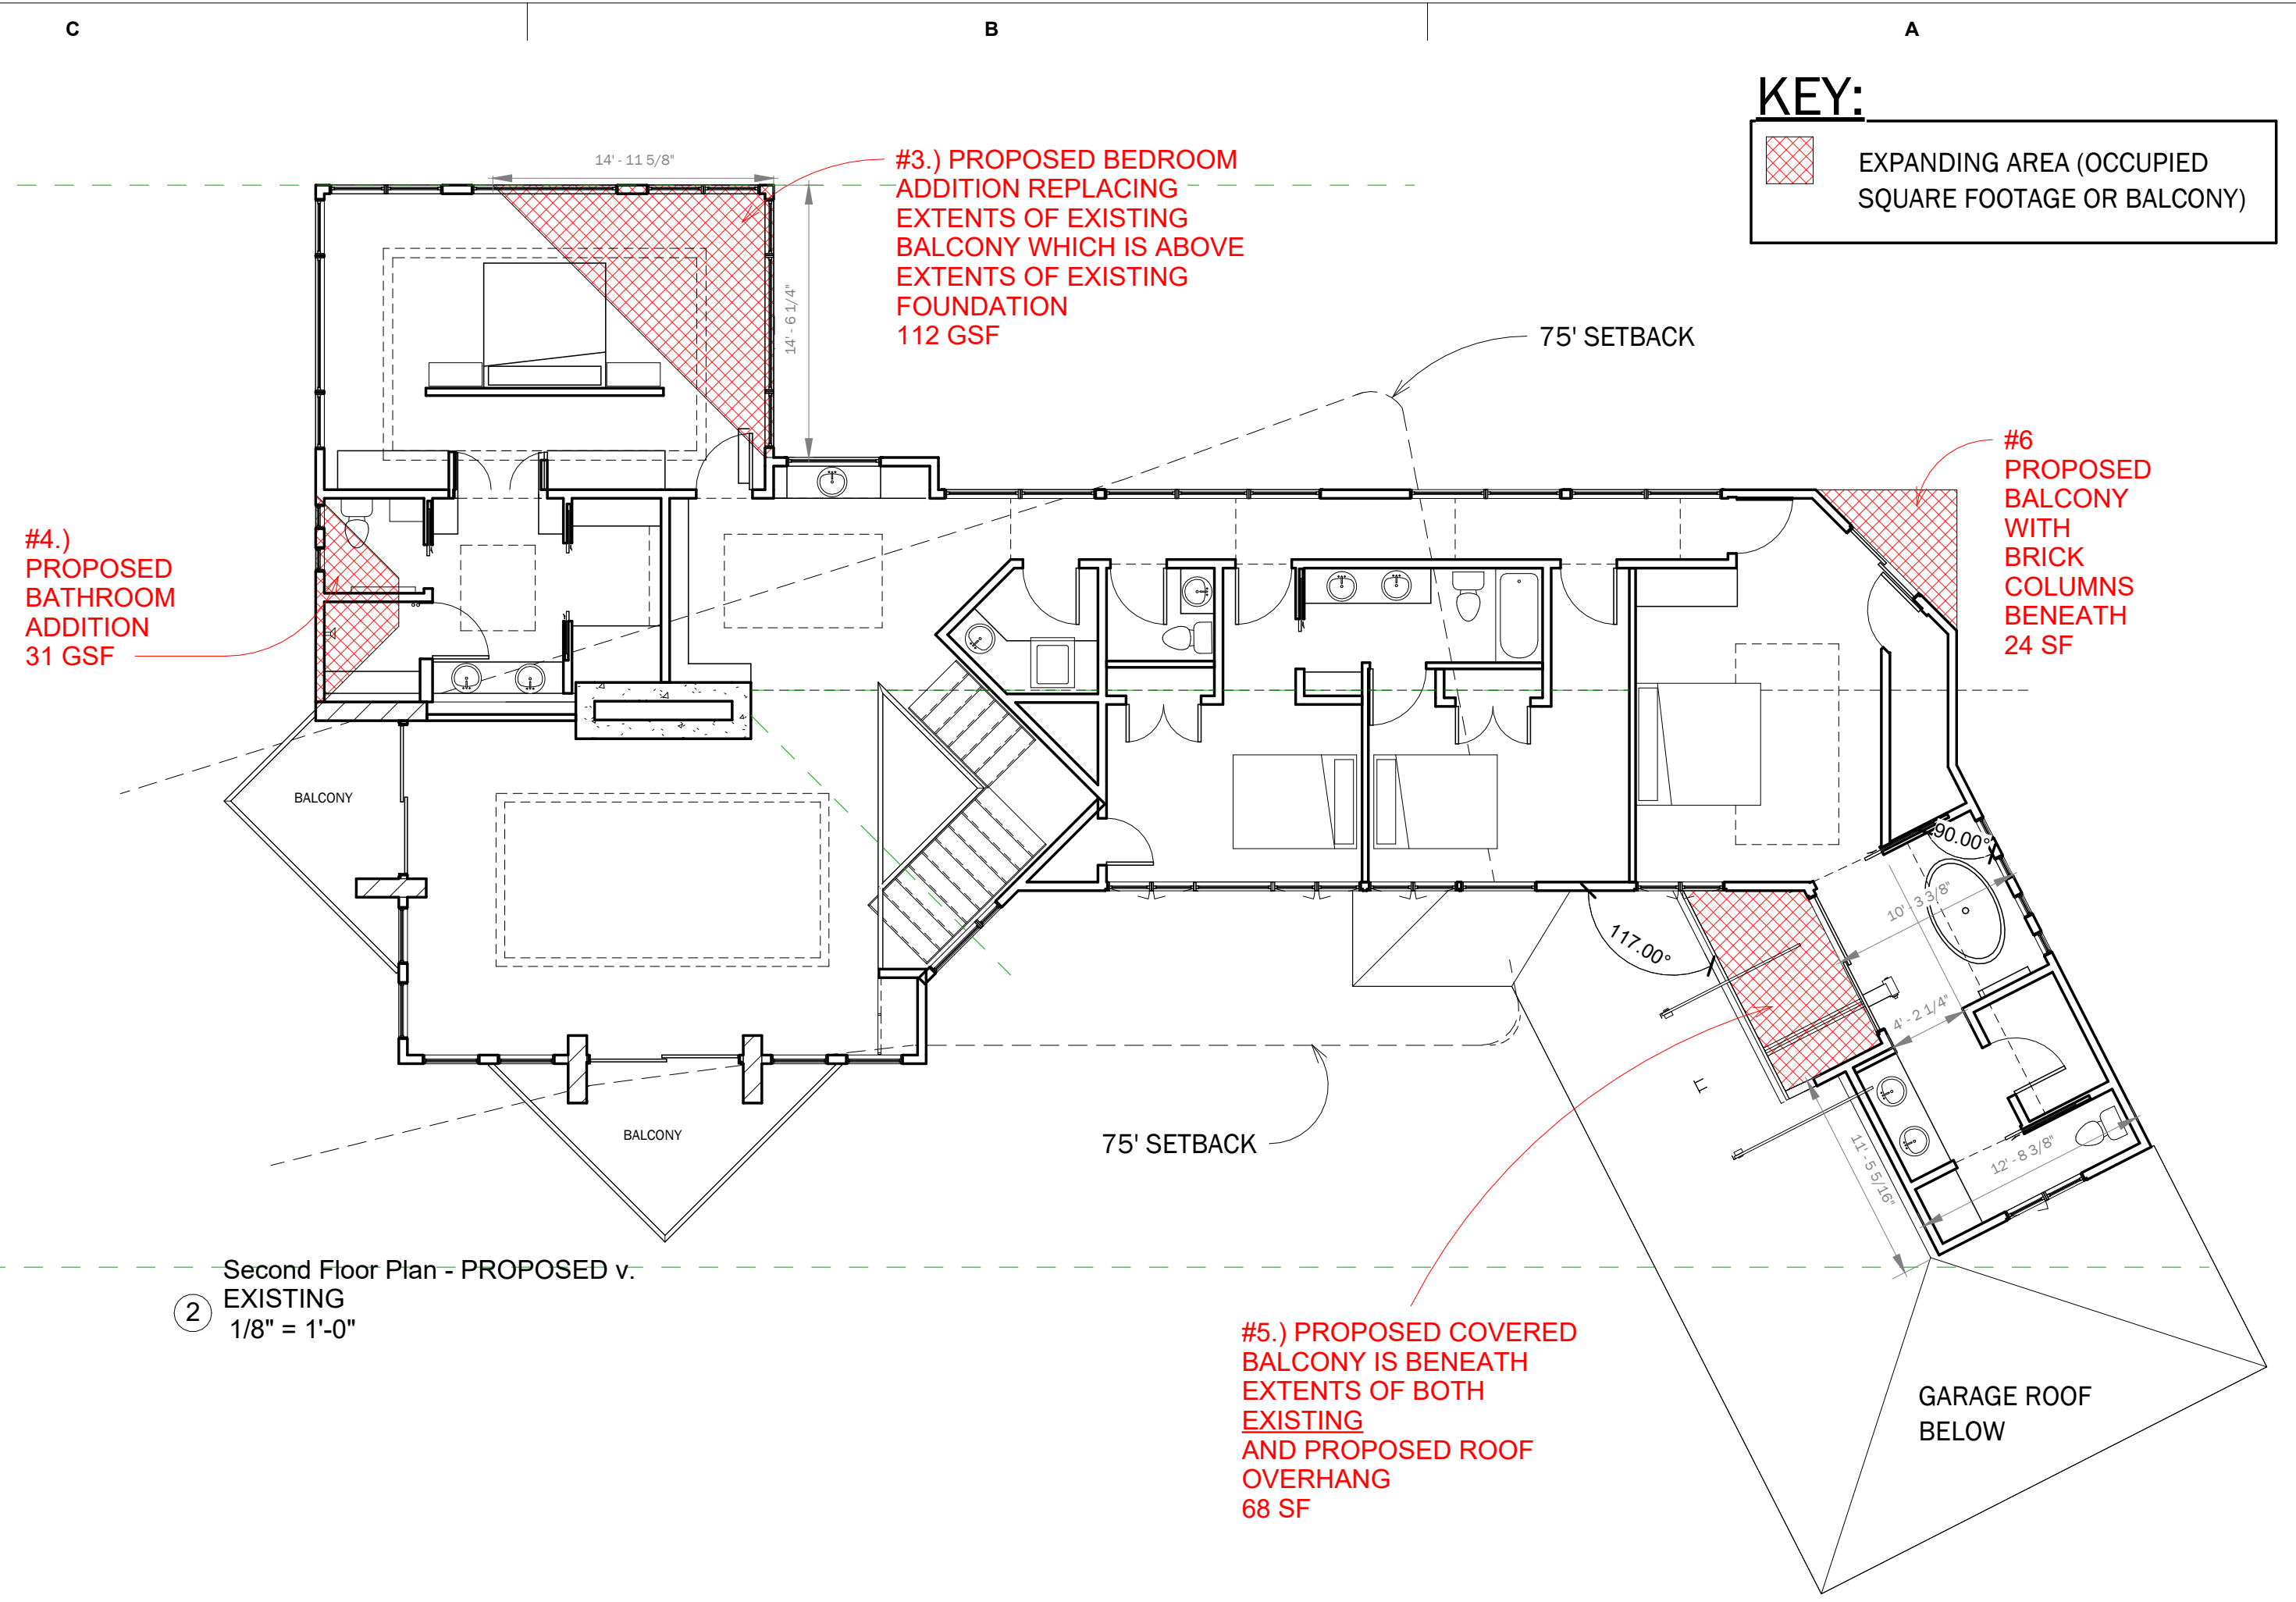 C
B
A
KEY:
EXPANDING AREA (OCCUPIED
SQUARE FOOTAGE OR BALCONY)
14' - 11 5/8"
#3.) PROPOSED BEDROOM
ADDITION REPLACING
EXTENTS OF EXISTING
BALCONY WHICH IS ABOVE
EXTENTS OF EXISTING
FOUNDATION
112 GSF
14' - 6 1/4"
75' SETBACK
#6
PROPOSED
BALCONY
WITH
BRICK
COLUMNS
BENEATH
24 SF
#4.)
PROPOSED
BATHROOM
ADDITION
31 GSF
BALCONY
90.00°
10' - 3 3/8"
117.00°
4' - 2 1/4"
BALCONY
75' SETBACK
11' - 5 5/16"
12' - 8 3/8"
2
Second Floor Plan - PROPOSED v.
EXISTING
1/8" = 1'-0"
#5.) PROPOSED COVERED
BALCONY IS BENEATH
EXTENTS OF BOTH
EXISTING
AND PROPOSED ROOF
OVERHANG
68 SF
GARAGE ROOF
BELOW